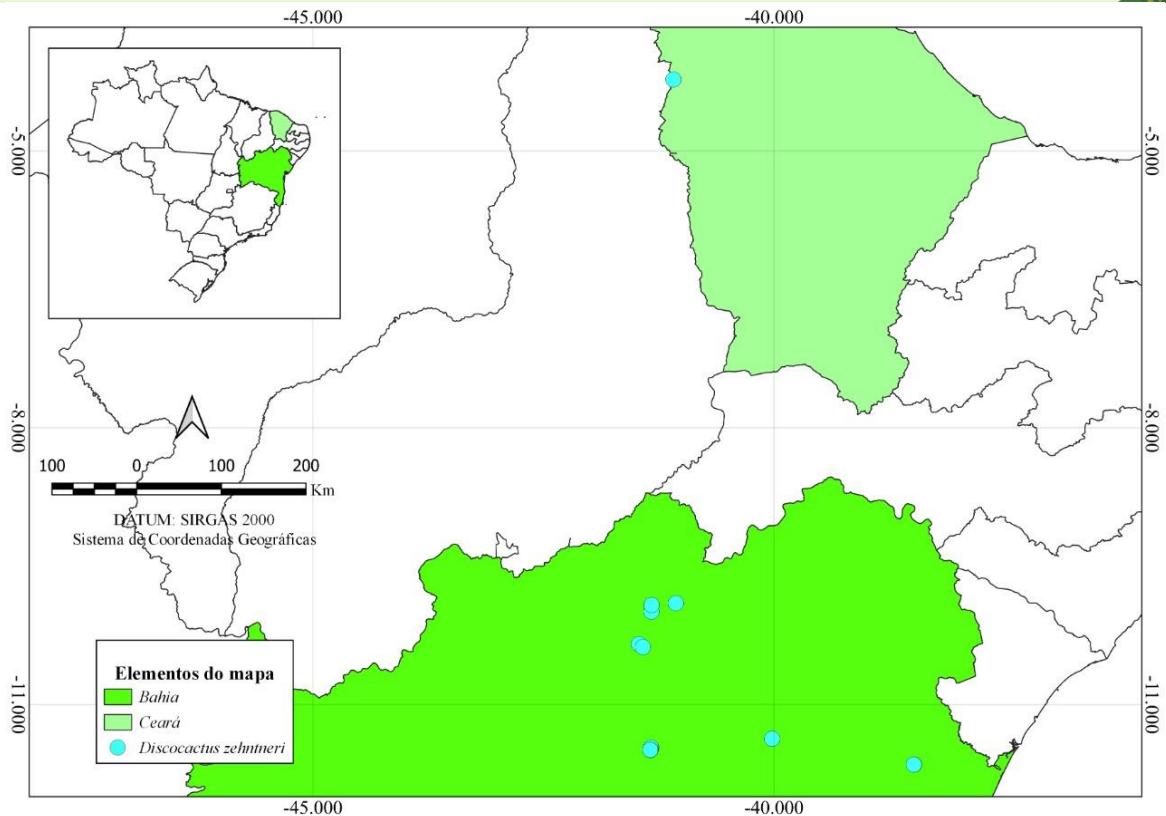 -45.000 -40.000
-5.000 -5.000
-8.000 -8.000
100 0 100 200
Km
DATUM: SIRGAS 2000
Sistema de Coordenadas Geográficas
Elementos do mapa
Bahia
Ceará
Discocactus zehntneri
-11.000 -11.000
-45.000 -40.000